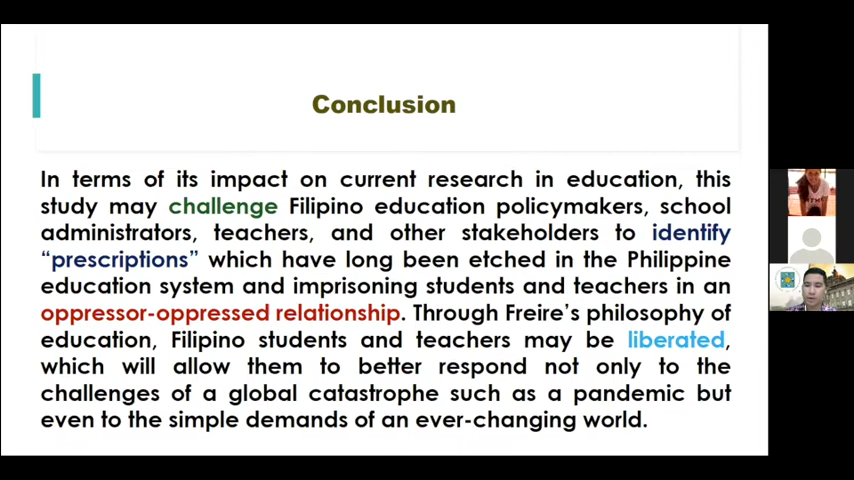 Conclusion
In terms of its impact on current research in education, this
study may challenge Filipino education policymakers, school
administrators, teachers, and other stakeholders to identify
“prescriptions” which have long been etched in the Philippine
education system and imprisoning students and teachers in an
oppressor-oppressed relationship. Through Freire’s philosophy of
education, Filipino students and teachers may be liberated,
which will allow them to better respond not only to the
challenges of a global catastrophe such as a pandemic but
even to the simple demands of an ever-changing world.